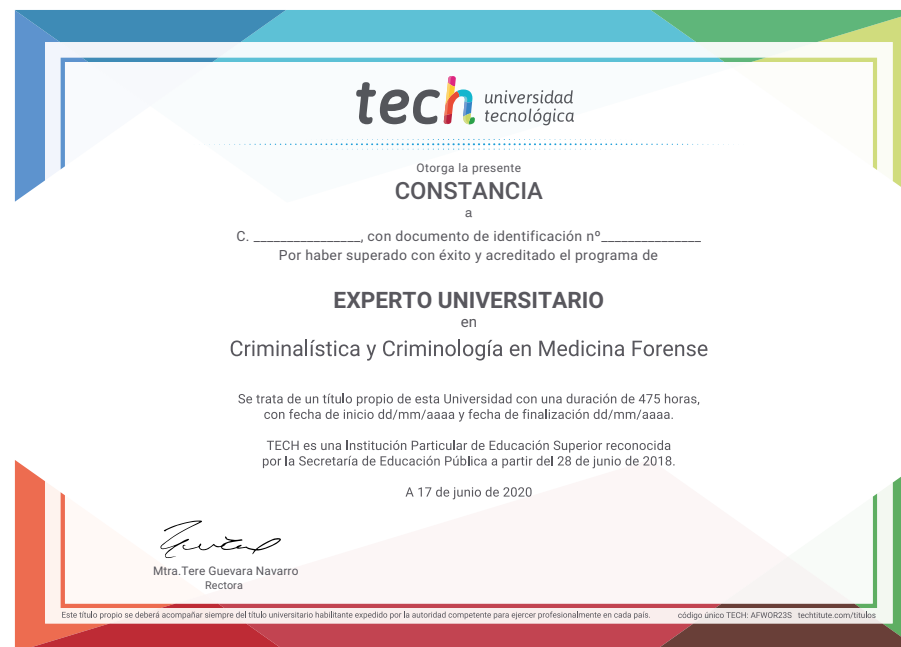 tech universidad
tecnológica
Otorga la presente
CONSTANCIA
a
C. ________________, con documento de identificación nº_______________
Por haber superado con éxito y acreditado el programa de
EXPERTO UNIVERSITARIO
en
Criminalística y Criminología en Medicina Forense
Se trata de un título propio de esta Universidad con una duración de 475 horas,
con fecha de inicio dd/mm/aaaa y fecha de finalización dd/mm/aaaa.
TECH es una Institución Particular de Educación Superior reconocida
por la Secretaría de Educación Pública a partir del 28 de junio de 2018.
A 17 de junio de 2020
Mtra.Tere Guevara Navarro
Rectora
Este título propio se deberá acompañar siempre del título universitario habilitante expedido por la autoridad competente para ejercer profesionalmente en cada país. código único TECH: AFWOR23S techtitute.com/titulos